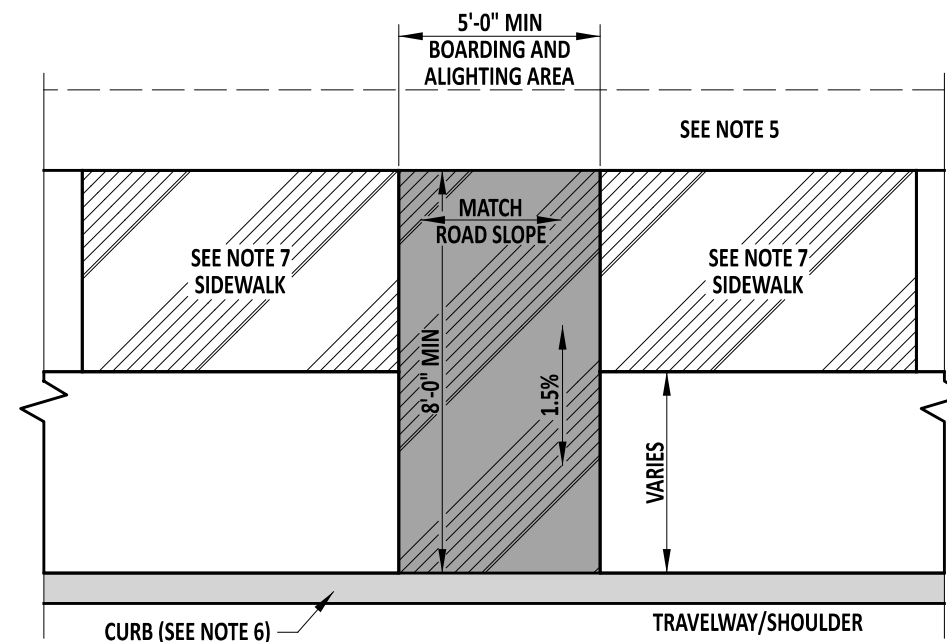 5'-0" MIN
BOARDING AND
ALIGHTING AREA
SEE NOTE 5
MATCH
ROAD SLOPE
SEE NOTE 7
SIDEWALK
SEE NOTE 7
SIDEWALK
8'-0" MIN
1.5%
VARIES
CURB (SEE NOTE 6)
TRAVELWAY/SHOULDER